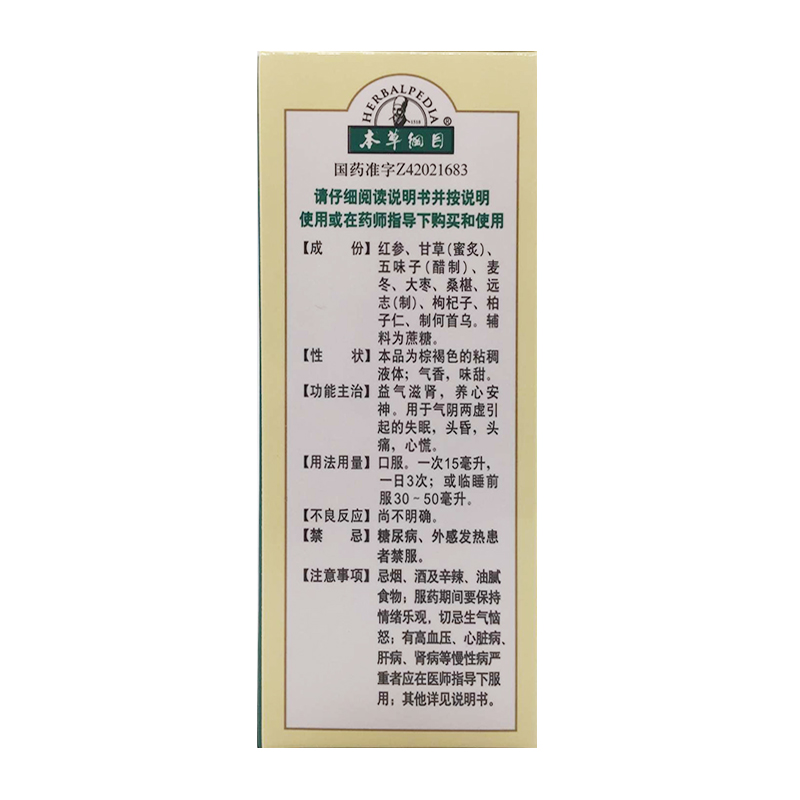 HERBALPEDIA
1518
®
本草纲目
国药准字Z42021683
请仔细阅读说明书并按说明
使用或在药师指导下购买和使用
【成　份】红参、甘草(蜜炙)、
五味子(醋制)、麦
冬、大枣、桑椹、远
志(制)、枸杞子、柏
子仁、制何首乌。辅
料为蔗糖。
【性　状】本品为棕褐色的粘稠
液体；气香，味甜。
【功能主治】益气滋肾，养心安
神。用于气阴两虚引
起的失眠，头昏，头
痛，心慌。
【用法用量】口服。一次15毫升，
一日3次；或临睡前
服30～50毫升。
【不良反应】尚不明确。
【禁　忌】糖尿病、外感发热患
者禁服。
【注意事项】忌烟、酒及辛辣、油腻
食物；服药期间要保持
情绪乐观，切忌生气恼
怒；有高血压、心脏病、
肝病、肾病等慢性病严
重者应在医师指导下服
用；其他详见说明书。